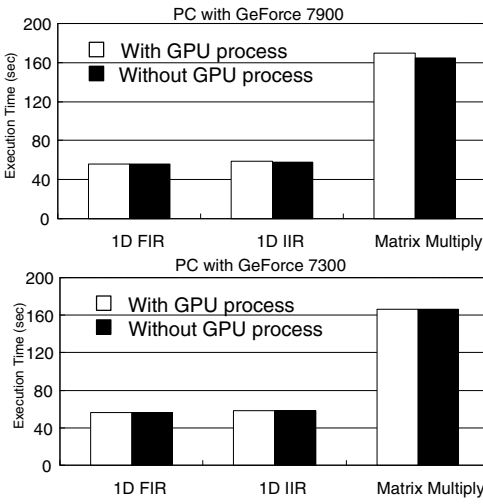 PC with GeForce 7900
200
160
120
80
40
0
Execution Time (sec)
With GPU process
Without GPU process
1D FIR
1D IIR
Matrix Multiply
PC with GeForce 7300
200
160
120
80
40
0
Execution Time (sec)
With GPU process
Without GPU process
1D FIR
1D IIR
Matrix Multiply